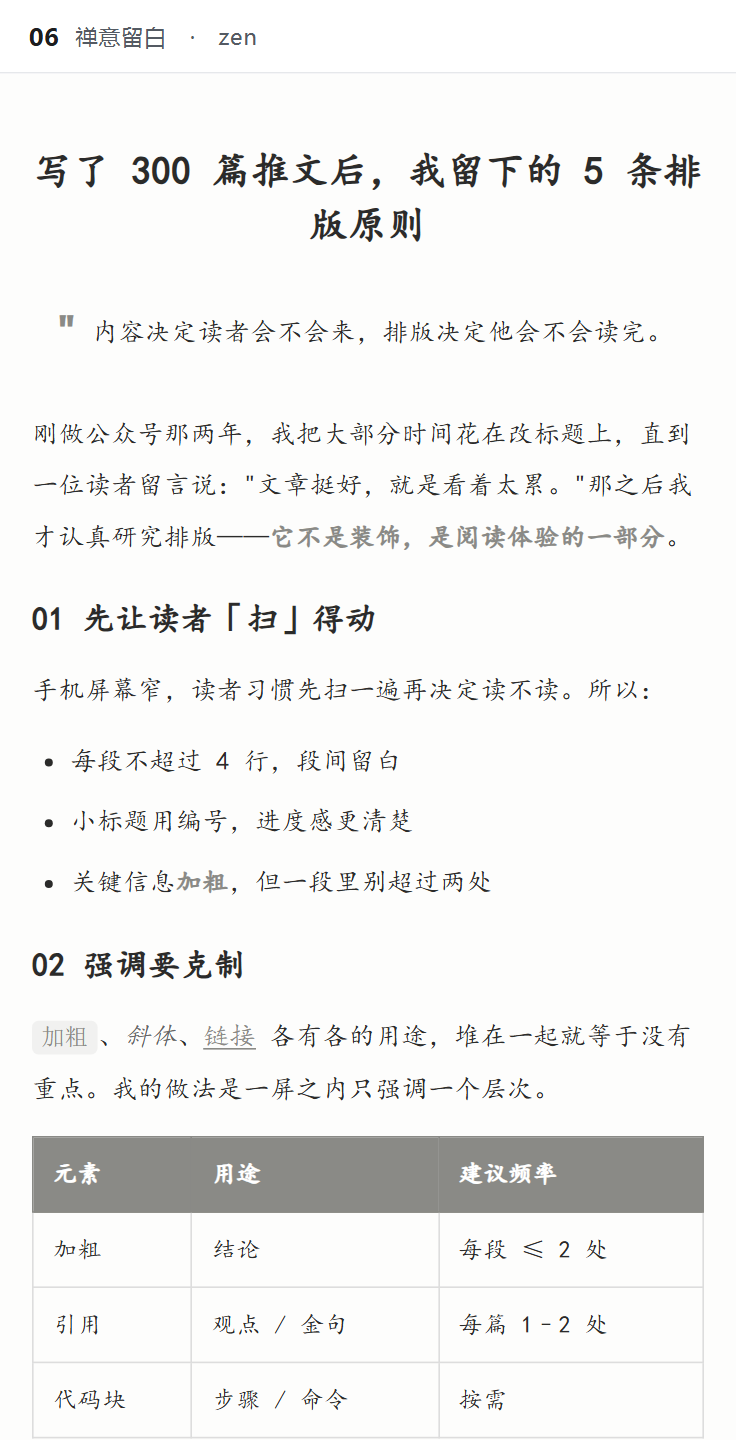 06 禅意留白 · zen
写了 300 篇推文后，我留下的 5 条排
版原则
" 内容决定读者会不会来，排版决定他会不会读完。
刚做公众号那两年，我把大部分时间花在改标题上，直到
一位读者留言说："文章挺好，就是看着太累。"那之后我
才认真研究排版——它不是装饰，是阅读体验的一部分。
01 先让读者「扫」得动
手机屏幕窄，读者习惯先扫一遍再决定读不读。所以：
• 每段不超过 4 行，段间留白
• 小标题用编号，进度感更清楚
• 关键信息加粗，但一段里别超过两处
02 强调要克制
加粗、斜体、链接 各有各的用途，堆在一起就等于没有
重点。我的做法是一屏之内只强调一个层次。
元素 用途 建议频率
加粗 结论 每段 ≤ 2 处
引用 观点 / 金句 每篇 1-2 处
代码块 步骤 / 命令 按需